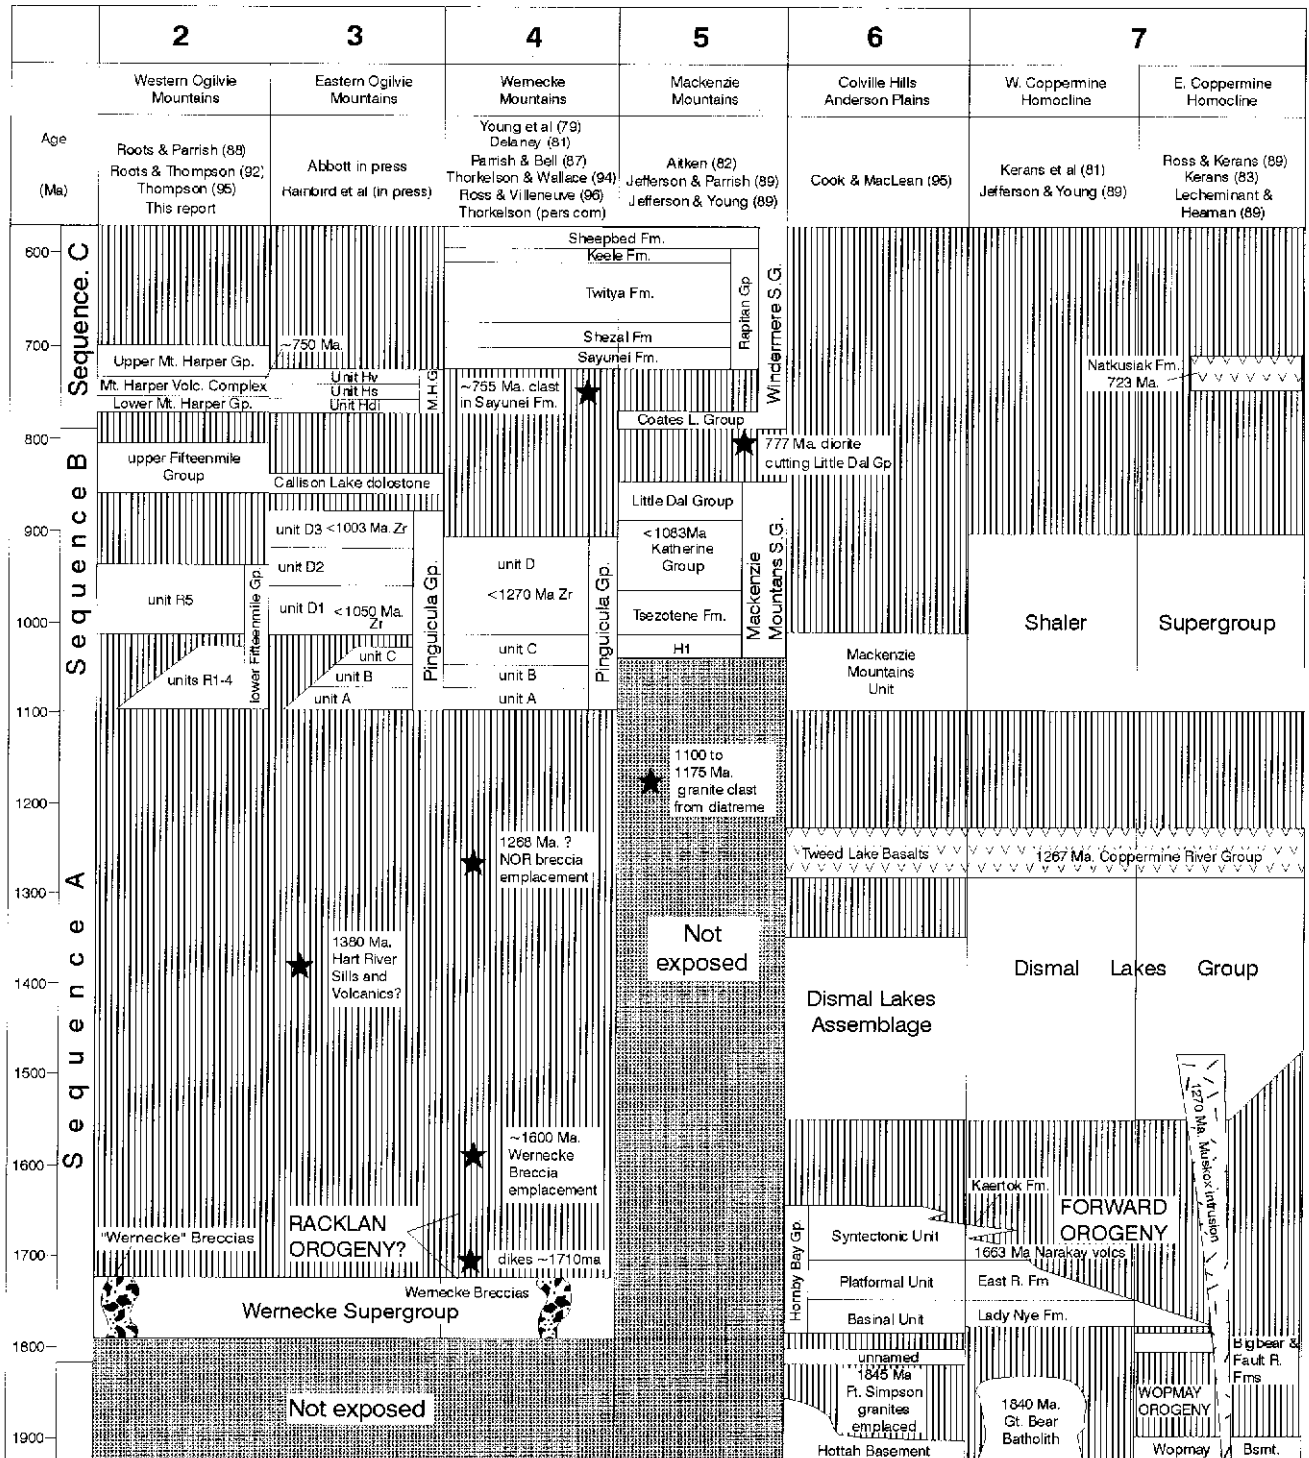 2
3
4
5
6
7
Western Ogilvie
Mountains
Eastern Ogilvie
Mountains
Wernecke
Mountains
Mackenzie
Mountains
Colville Hills
Anderson Plains
W. Coppermine
Homocline
E. Coppermine
Homocline
Age
(Ma)
Roots & Parrish (88)
Roots & Thompson (92)
Thompson (95)
This report
Abbott in press
Rainbird et al (in press)
Young et al (79)
Delaney (81)
Parrish & Bell (87)
Thorkelson & Wallace (94)
Ross & Villeneuve (96)
Thorkelson (pers com)
Aitken (82)
Jefferson & Parrish (89)
Jefferson & Young (89)
Cook & MacLean (95)
Kerans et al (81)
Jefferson & Young (89)
Ross & Kerans (89)
Kerans (83)
Lecheminant &
Heaman (89)
600
700
800
900
1000
1100
1200
1300
1400
1500
1600
1700
1800
1900
Sequence. C
Sequence B
Sequence A
Upper Mt. Harper Gp.
Mt. Harper Volc. Complex
Lower Mt. Harper Gp.
upper Fifteenmile
Group
unit R5
units R1-4
lower Fifteenmile Gp.
"Wernecke" Breccias
~750 Ma.
Unit Hv
Unit Hs
Unit Hdi
M.H.G
Callison Lake dolostone
unit D3 <1003 Ma. Zr
unit D2
unit D1 <1050 Ma.
Zr
unit C
unit B
unit A
Pinguicula Gp.
1380 Ma.
Hart River
Sills and
Volcanics?
RACKLAN
OROGENY?
Wernecke Supergroup
Not exposed
Sheepbed Fm.
Keele Fm.
Twitya Fm.
Shezal Fm
Sayunei Fm.
Rapitan Gp
Windermere S.G.
~755 Ma. clast
in Sayunei Fm.
unit D
<1270 Ma Zr
unit C
unit B
unit A
Pinguicula Gp.
1268 Ma. ?
NOR breccia
emplacement
~1600 Ma.
Wernecke
Breccia
emplacement
dikes ~1710ma
Wernecke Breccias
Coates L. Group
777 Ma. diorite
cutting Little Dal Gp
Little Dal Group
<1083Ma
Katherine
Group
Tsezotene Fm.
H1
Mackenzie
Mountans S.G.
1100 to
1175 Ma.
granite clast
from diatreme
Not
exposed
Mackenzie
Mountains
Unit
Tweed Lake Basalts
Dismal Lakes
Assemblage
Hornby Bay Gp.
Syntectonic Unit
Platformal Unit
Basinal Unit
unnamed
1845 Ma
Ft. Simpson
granites
emplaced
Hottah Basement
Natkusiak Fm.
723 Ma.
Shaler Supergroup
1267 Ma. Coppermine River Group
Dismal Lakes Group
1270 Ma. Muskox intrusion
Kaertok Fm.
FORWARD
OROGENY
1663 Ma Narakay volcs
East R. Fm
Lady Nye Fm.
1840 Ma.
Gt. Bear
Batholith
WOPMAY
OROGENY
Bigbear &
Fault R.
Fms
Wopmay Bsmt.